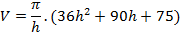 V = π/h .(36h² + 90h + 75)